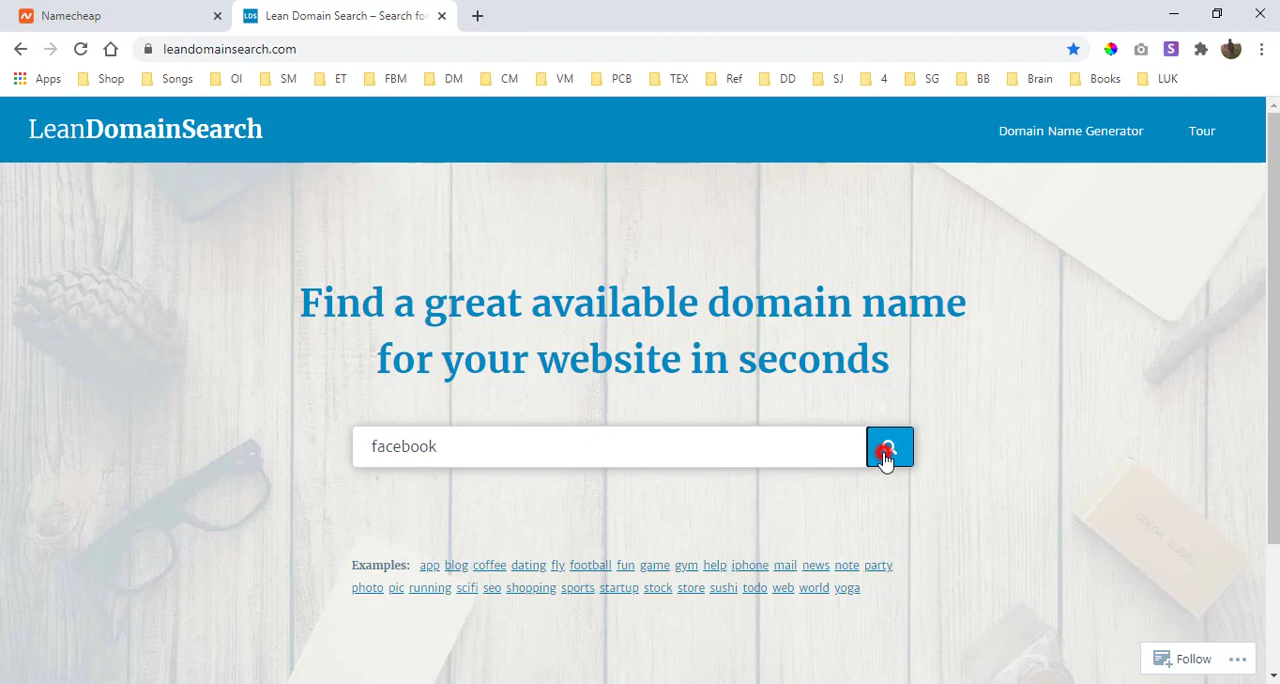 Namecheap
LDS Lean Domain Search – Search for
leandomainsearch.com
S
Apps Shop Songs OI SM ET FBM DM CM VM PCB TEX Ref DD SJ 4 SG BB Brain Books LUK
LeanDomainSearch
Domain Name Generator Tour
Find a great available domain name
for your website in seconds
facebook
Examples: app blog coffee dating fly football fun game gym help iphone mail news note party
photo pic running scifi seo shopping sports startup stock store sushi todo web world yoga
Follow